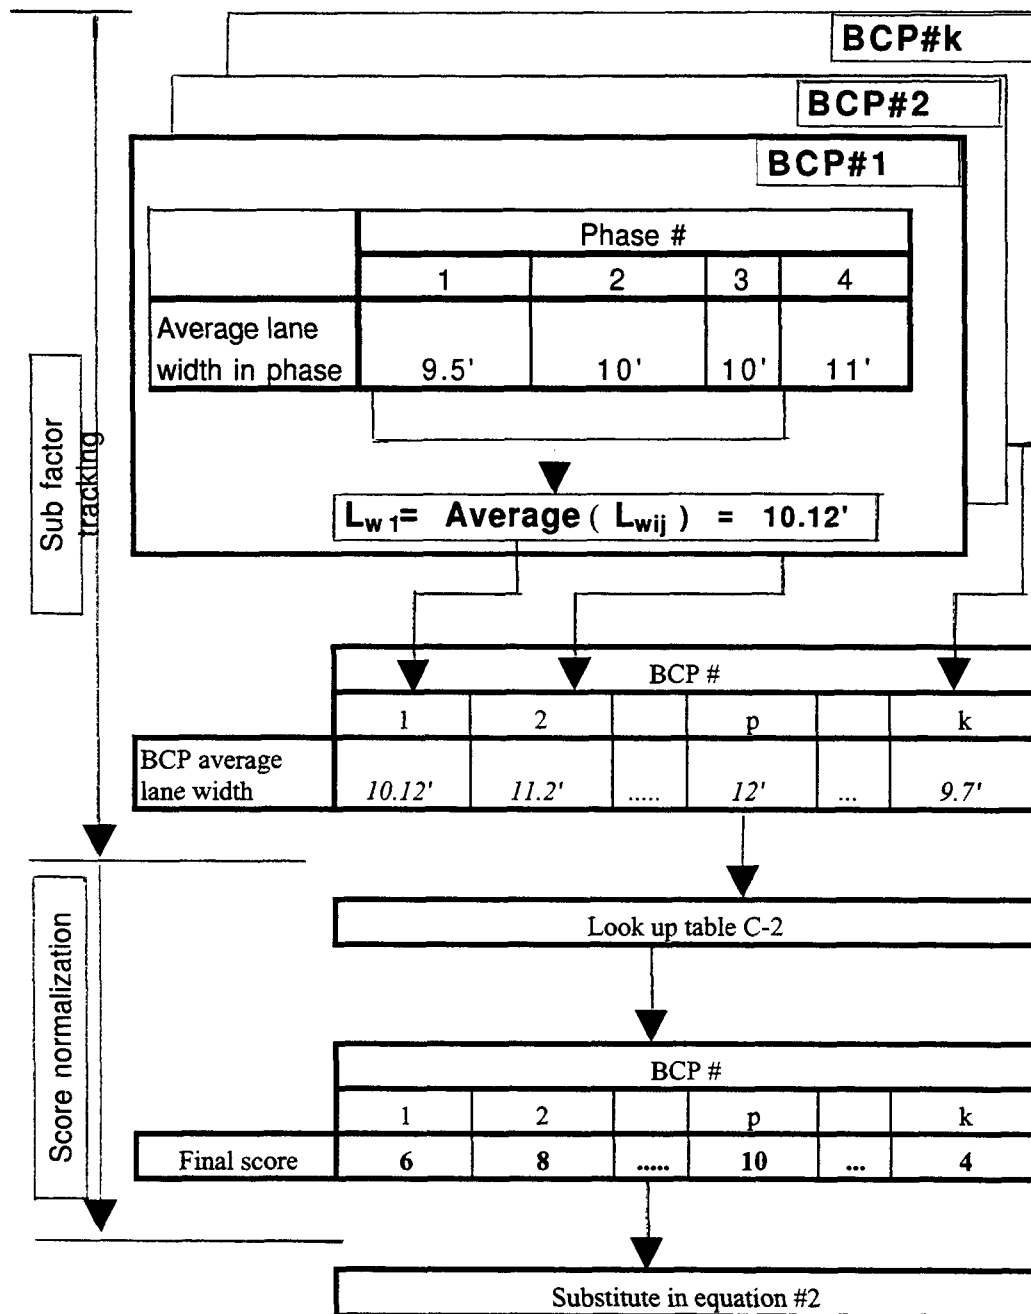 BCP#k
BCP#2
BCP#1
Phase #
1 2 3 4
Average lane
width in phase 9.5' 10' 10' 11'
Lw1= Average ( Lwij ) = 10.12'
Sub factor
tracking
BCP #
1 2 p k
BCP average
lane width 10.12' 11.2' ..... 12' ... 9.7'
Look up table C-2
Score normalization
BCP #
1 2 p k
Final score 6 8 ..... 10 ... 4
Substitute in equation #2